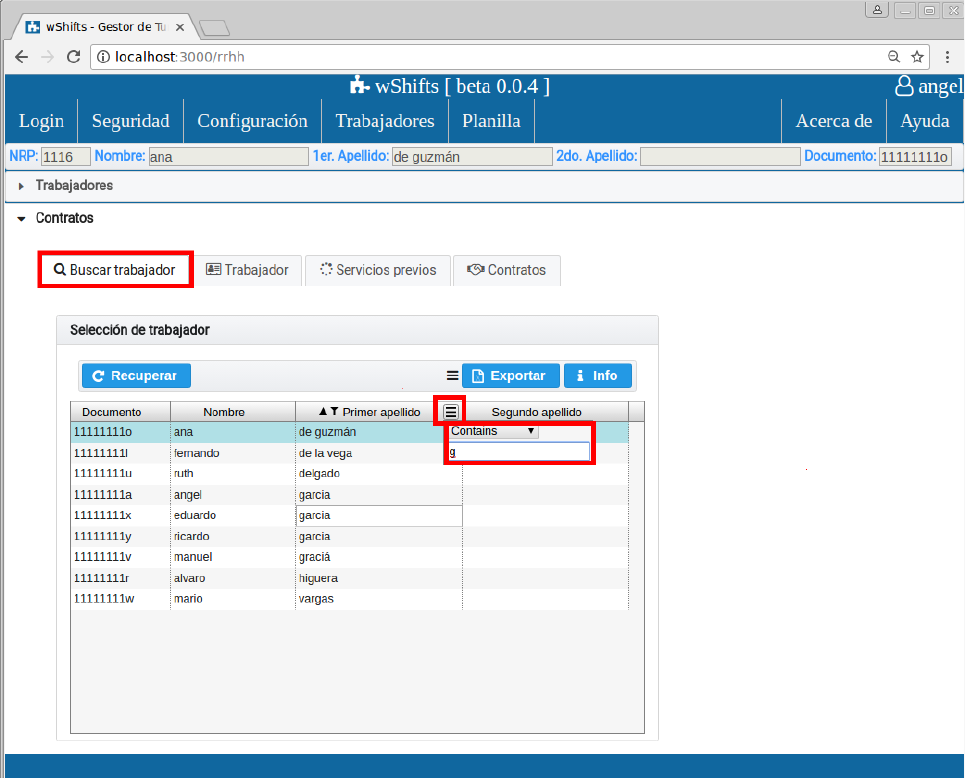 wShifts - Gestor de Tu
localhost:3000/rrhh
wShifts [ beta 0.0.4 ] angel
Login Seguridad Configuración Trabajadores Planilla Acerca de Ayuda
NRP: 1116 Nombre: ana 1er. Apellido: de guzmán 2do. Apellido: Documento: 11111111o
Trabajadores
Contratos
Buscar trabajador Trabajador Servicios previos Contratos
Selección de trabajador
Recuperar Exportar Info
Documento Nombre Primer apellido Segundo apellido
11111111o ana de guzmán Contains
11111111l fernando de la vega g
11111111u ruth delgado
11111111a angel garcia
11111111x eduardo garcia
11111111y ricardo garcia
11111111v manuel graciá
11111111r alvaro higuera
11111111w mario vargas